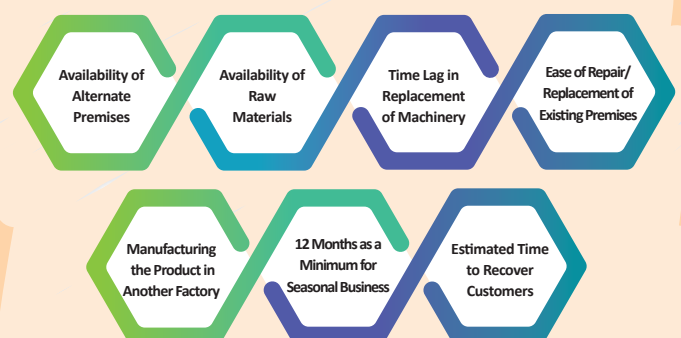 Availability of
Alternate
Premises
Availability of
Raw
Materials
Time Lag in
Replacement
of Machinery
Ease of Repair/
Replacement of
Existing Premises
Manufacturing
the Product in
Another Factory
12 Months as a
Minimum for
Seasonal Business
Estimated Time
to Recover
Customers